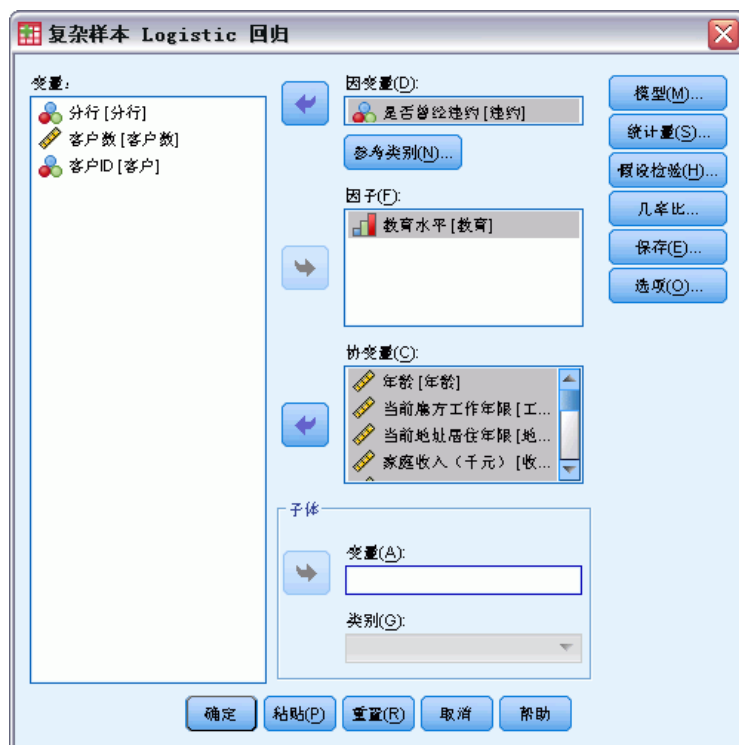 复杂样本 Logistic 回归
变量:
分行 [分行]
客户数 [客户数]
客户ID [客户]
因变量(D):
是否曾经违约 [违约]
参考类别(N)...
因子(F):
教育水平 [教育]
协变量(C):
年龄 [年龄]
当前雇方工作年限 [工...
当前地址居住年限 [地...
家庭收入（千元） [收...
子体
变量(A):
类别(G):
模型(M)...
统计量(S)...
假设检验(H)...
几率比...
保存(E)...
选项(O)...
确定
粘贴(P)
重置(R)
取消
帮助